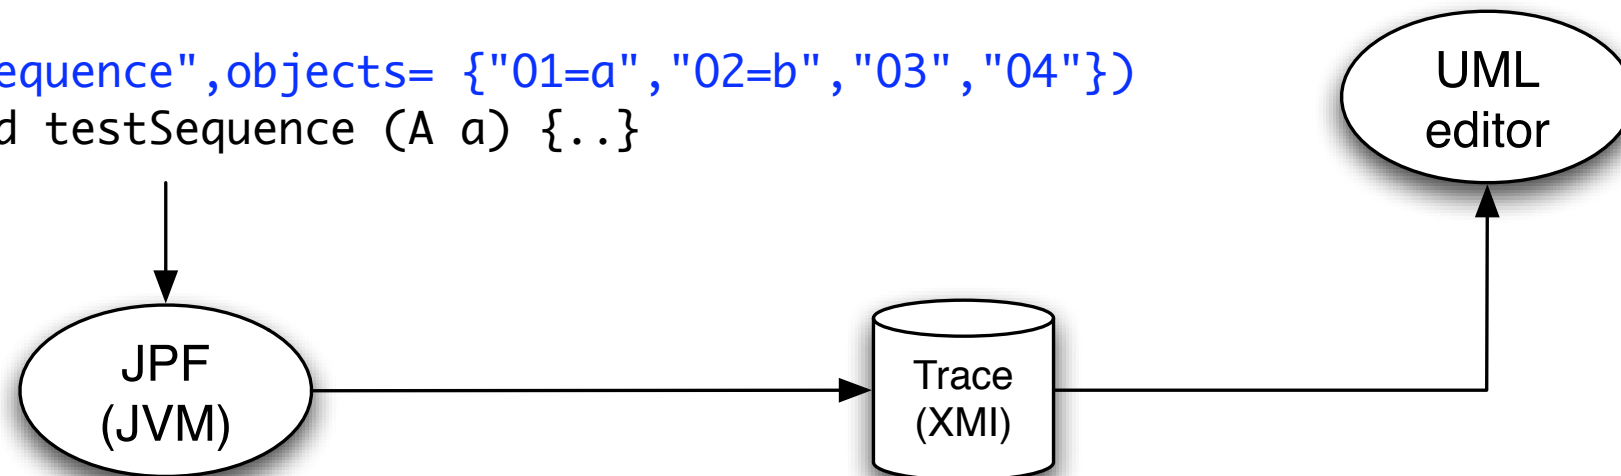 equence",objects= {"O1=a","O2=b","O3","O4"})
d testSequence (A a) {..}
UML
editor
JPF
(JVM)
Trace
(XMI)